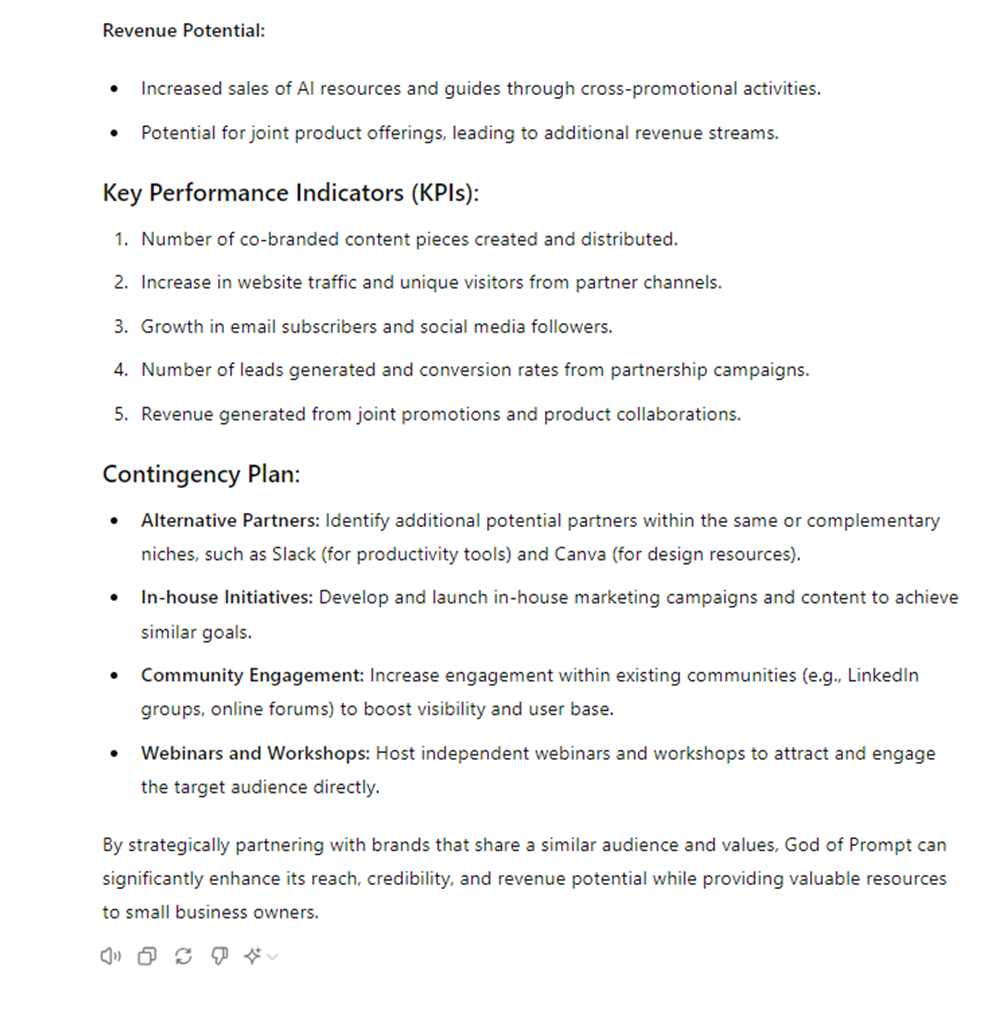 Revenue Potential:
• Increased sales of AI resources and guides through cross-promotional activities.
• Potential for joint product offerings, leading to additional revenue streams.
Key Performance Indicators (KPIs):
1. Number of co-branded content pieces created and distributed.
2. Increase in website traffic and unique visitors from partner channels.
3. Growth in email subscribers and social media followers.
4. Number of leads generated and conversion rates from partnership campaigns.
5. Revenue generated from joint promotions and product collaborations.
Contingency Plan:
• Alternative Partners: Identify additional potential partners within the same or complementary
niches, such as Slack (for productivity tools) and Canva (for design resources).
• In-house Initiatives: Develop and launch in-house marketing campaigns and content to achieve
similar goals.
• Community Engagement: Increase engagement within existing communities (e.g., LinkedIn
groups, online forums) to boost visibility and user base.
• Webinars and Workshops: Host independent webinars and workshops to attract and engage
the target audience directly.
By strategically partnering with brands that share a similar audience and values, God of Prompt can
significantly enhance its reach, credibility, and revenue potential while providing valuable resources
to small business owners.